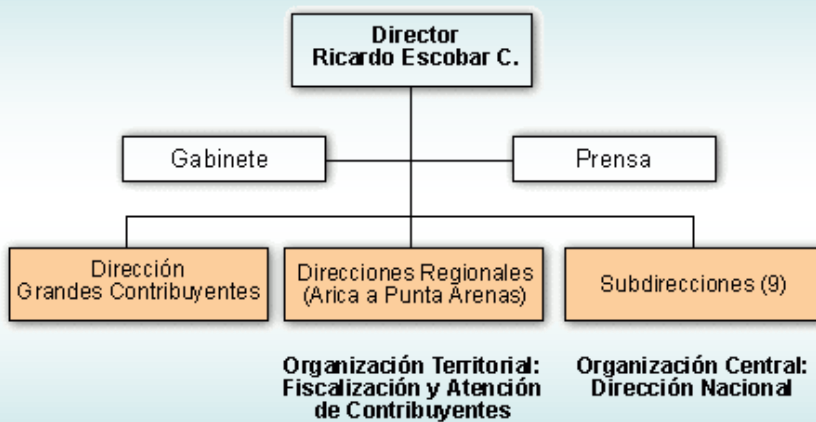 Director
Ricardo Escobar C.
Gabinete
Prensa
Dirección
Grandes Contribuyentes
Direcciones Regionales
(Arica a Punta Arenas)
Subdirecciones (9)
Organización Territorial:
Fiscalización y Atención
de Contribuyentes
Organización Central:
Dirección Nacional